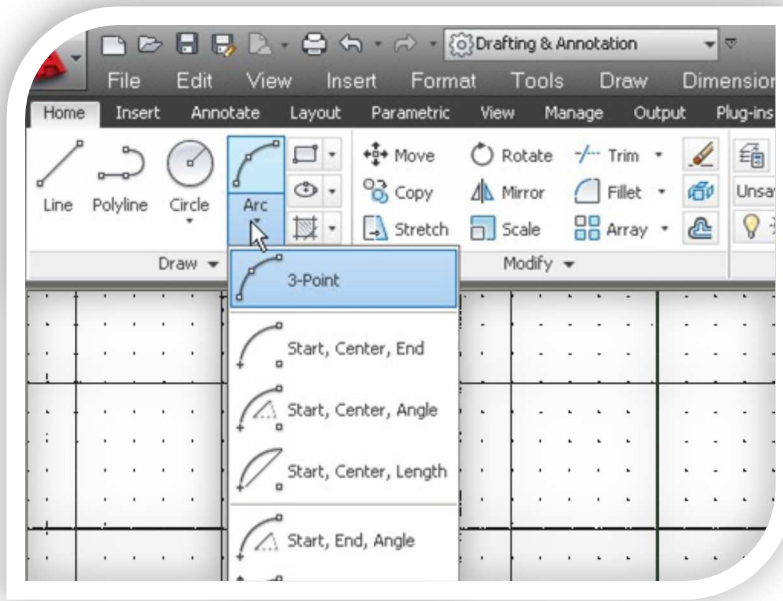 Drafting & Annotation
File Edit View Insert Format Tools Draw Dimension
Home Insert Annotate Layout Parametric View Manage Output Plug-ins
Move Rotate Trim
Line Polyline Circle Arc Copy Mirror Fillet Unsa
Stretch Scale Array
Draw Modify
3-Point
Start, Center, End
Start, Center, Angle
Start, Center, Length
Start, End, Angle